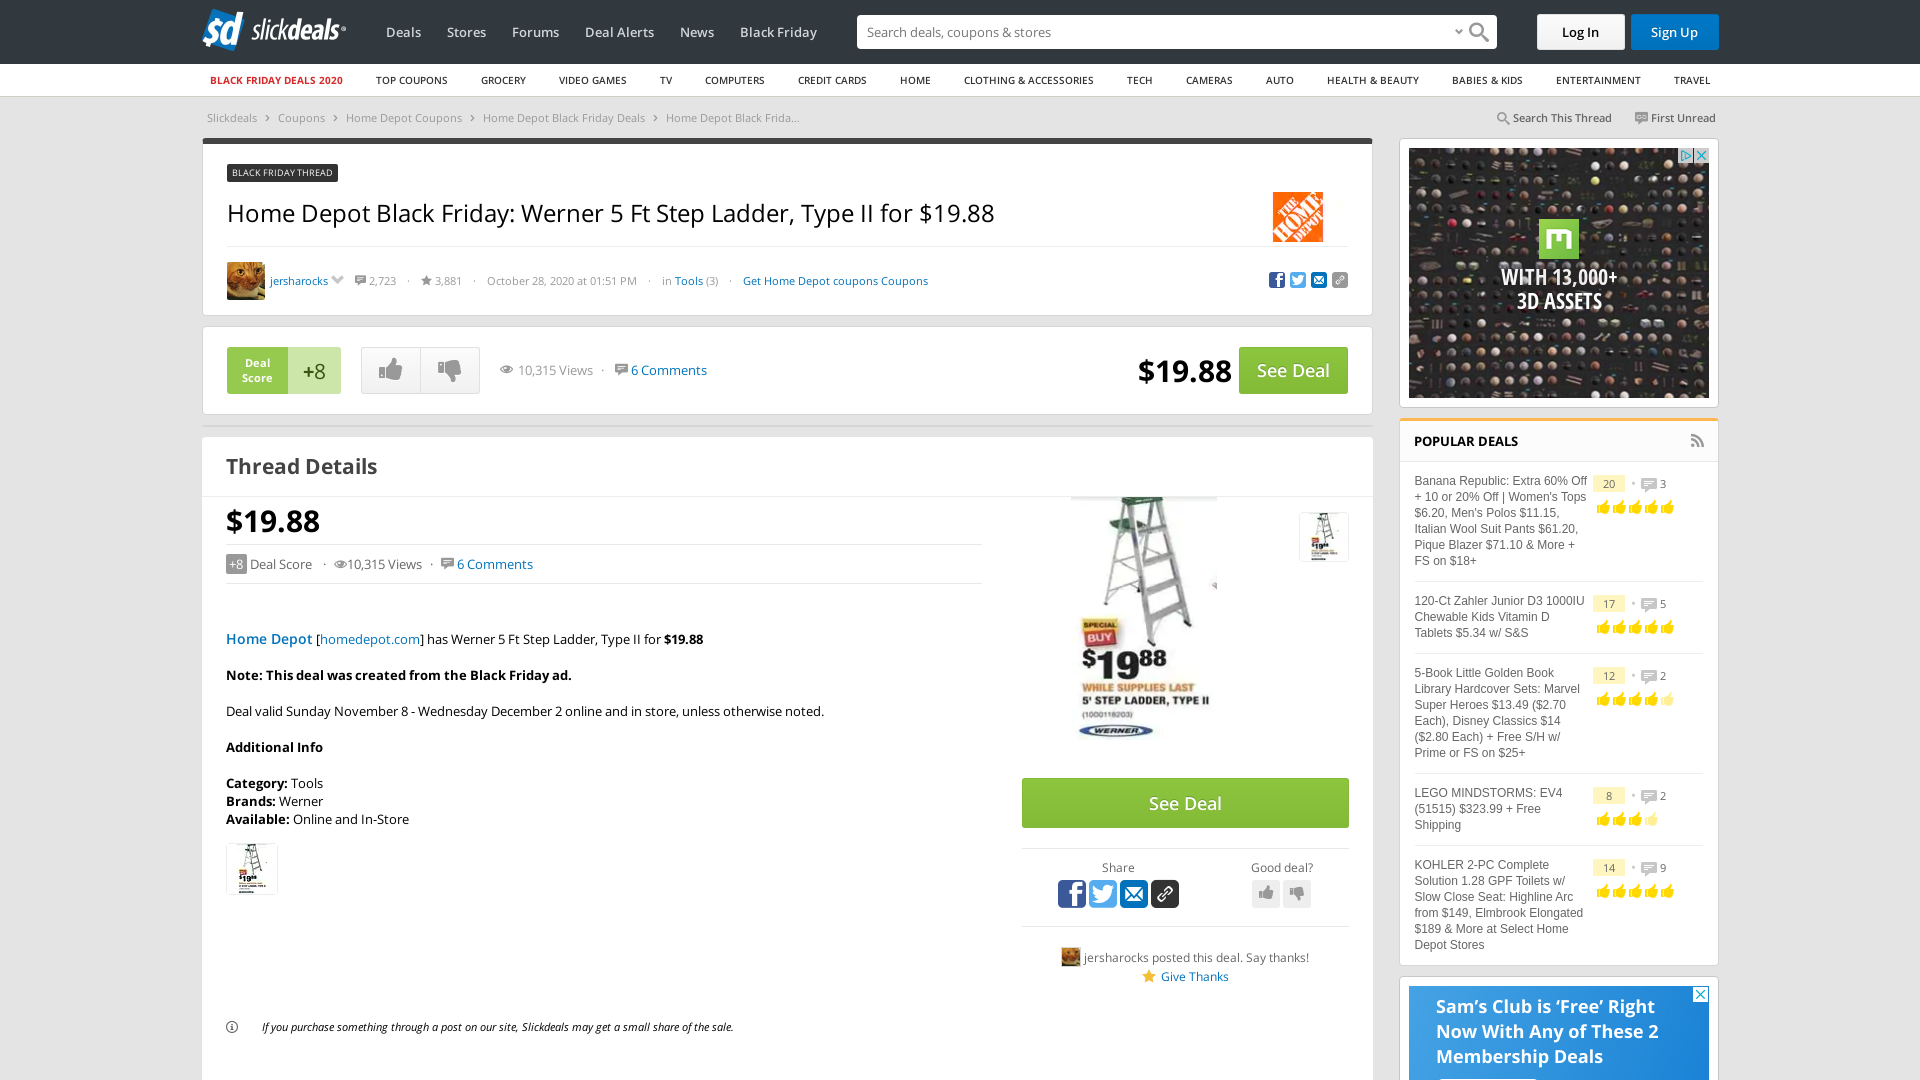 slickdeals
Deals
Stores
Forums
Deal Alerts
News
Black Friday
Search deals, coupons & stores
Log In
Sign Up
BLACK FRIDAY DEALS 2020
TOP COUPONS
GROCERY
VIDEO GAMES
TV
COMPUTERS
CREDIT CARDS
HOME
CLOTHING & ACCESSORIES
TECH
CAMERAS
AUTO
HEALTH & BEAUTY
BABIES & KIDS
ENTERTAINMENT
TRAVEL
Slickdeals > Coupons > Home Depot Coupons > Home Depot Black Friday Deals > Home Depot Black Frida...
Search This Thread
First Unread
BLACK FRIDAY THREAD
Home Depot Black Friday: Werner 5 Ft Step Ladder, Type II for $19.88
THE HOME DEPOT
jersharocks 2,723 · 3,881 · October 28, 2020 at 01:51 PM · in Tools (3) · Get Home Depot coupons Coupons
Deal Score
+8
10,315 Views · 6 Comments
$19.88
See Deal
Thread Details
$19.88
+8 Deal Score · 10,315 Views · 6 Comments
Home Depot [homedepot.com] has Werner 5 Ft Step Ladder, Type II for $19.88
Note: This deal was created from the Black Friday ad.
Deal valid Sunday November 8 - Wednesday December 2 online and in store, unless otherwise noted.
Additional Info
Category: Tools
Brands: Werner
Available: Online and In-Store
SPECIAL
BUY
$19.88
WHILE SUPPLIES LAST
5' STEP LADDER, TYPE II
(1000116203)
WERNER
See Deal
Share
Good deal?
jersharocks posted this deal. Say thanks!
Give Thanks
If you purchase something through a post on our site, Slickdeals may get a small share of the sale.
WITH 13,000+
3D ASSETS
POPULAR DEALS
Banana Republic: Extra 60% Off
+ 10 or 20% Off | Women's Tops
$6.20, Men's Polos $11.15,
Italian Wool Suit Pants $61.20,
Pique Blazer $71.10 & More +
FS on $18+
20 • 3
120-Ct Zahler Junior D3 1000IU
Chewable Kids Vitamin D
Tablets $5.34 w/ S&S
17 • 5
5-Book Little Golden Book
Library Hardcover Sets: Marvel
Super Heroes $13.49 ($2.70
Each), Disney Classics $14
($2.80 Each) + Free S/H w/
Prime or FS on $25+
12 • 2
LEGO MINDSTORMS: EV4
(51515) $323.99 + Free
Shipping
8 • 2
KOHLER 2-PC Complete
Solution 1.28 GPF Toilets w/
Slow Close Seat: Highline Arc
from $149, Elmbrook Elongated
$189 & More at Select Home
Depot Stores
14 • 9
Sam's Club is 'Free' Right
Now With Any of These 2
Membership Deals